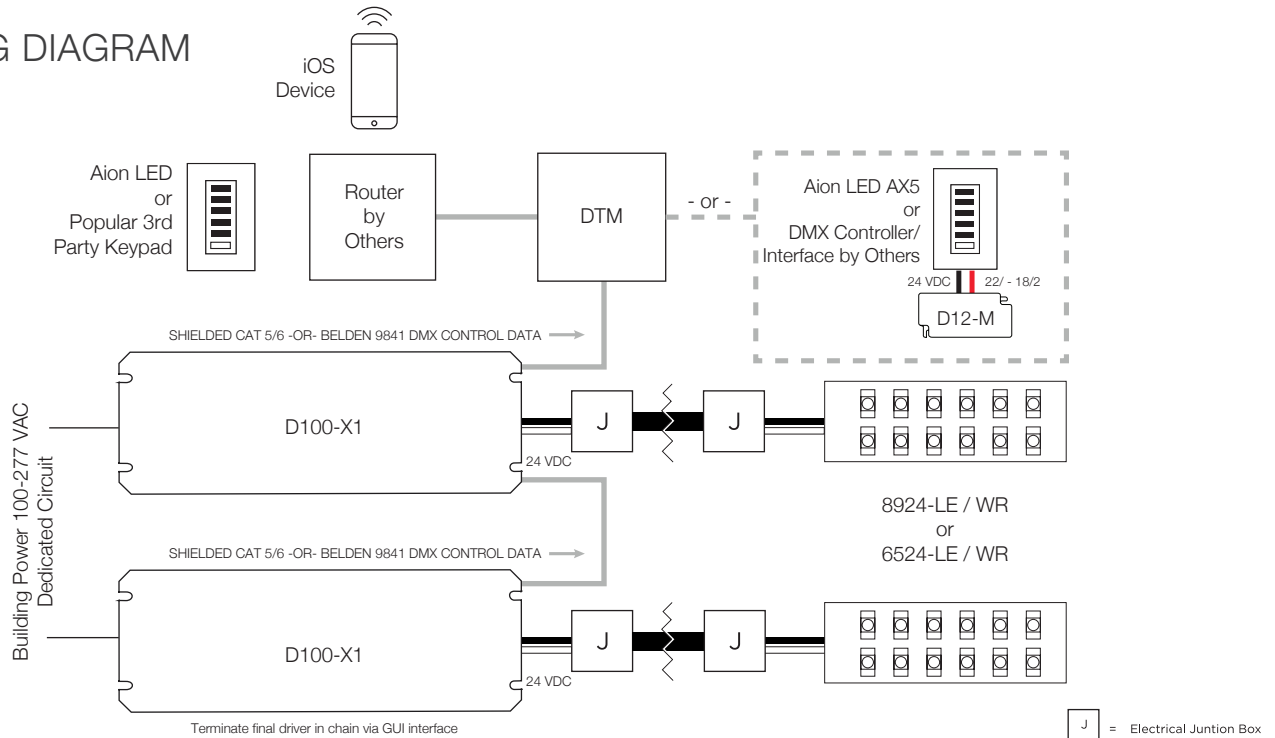 G DIAGRAM
iOS
Device
Aion LED
or
Popular 3rd
Party Keypad
Router
by
Others
DTM
- or -
Aion LED AX5
or
DMX Controller/
Interface by Others
24 VDC
22/ - 18/2
D12-M
SHIELDED CAT 5/6 -OR- BELDEN 9841 DMX CONTROL DATA
Building Power 100-277 VAC
Dedicated Circuit
D100-X1
24 VDC
J
J
8924-LE / WR
or
6524-LE / WR
SHIELDED CAT 5/6 -OR- BELDEN 9841 DMX CONTROL DATA
D100-X1
24 VDC
J
J
Terminate final driver in chain via GUI interface
J = Electrical Juntion Box